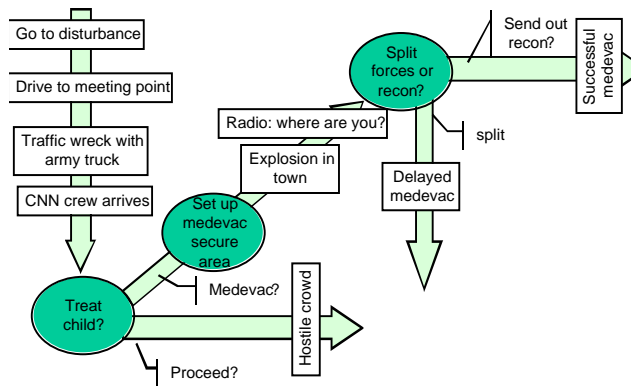 Go to disturbance
Drive to meeting point
Traffic wreck with
army truck
CNN crew arrives
Treat
child?
Proceed?
Medevac?
Hostile crowd
Set up
medevac
secure
area
Explosion in
town
Radio: where are you?
Split
forces or
recon?
Send out
recon?
Successful
medevac
split
Delayed
medevac